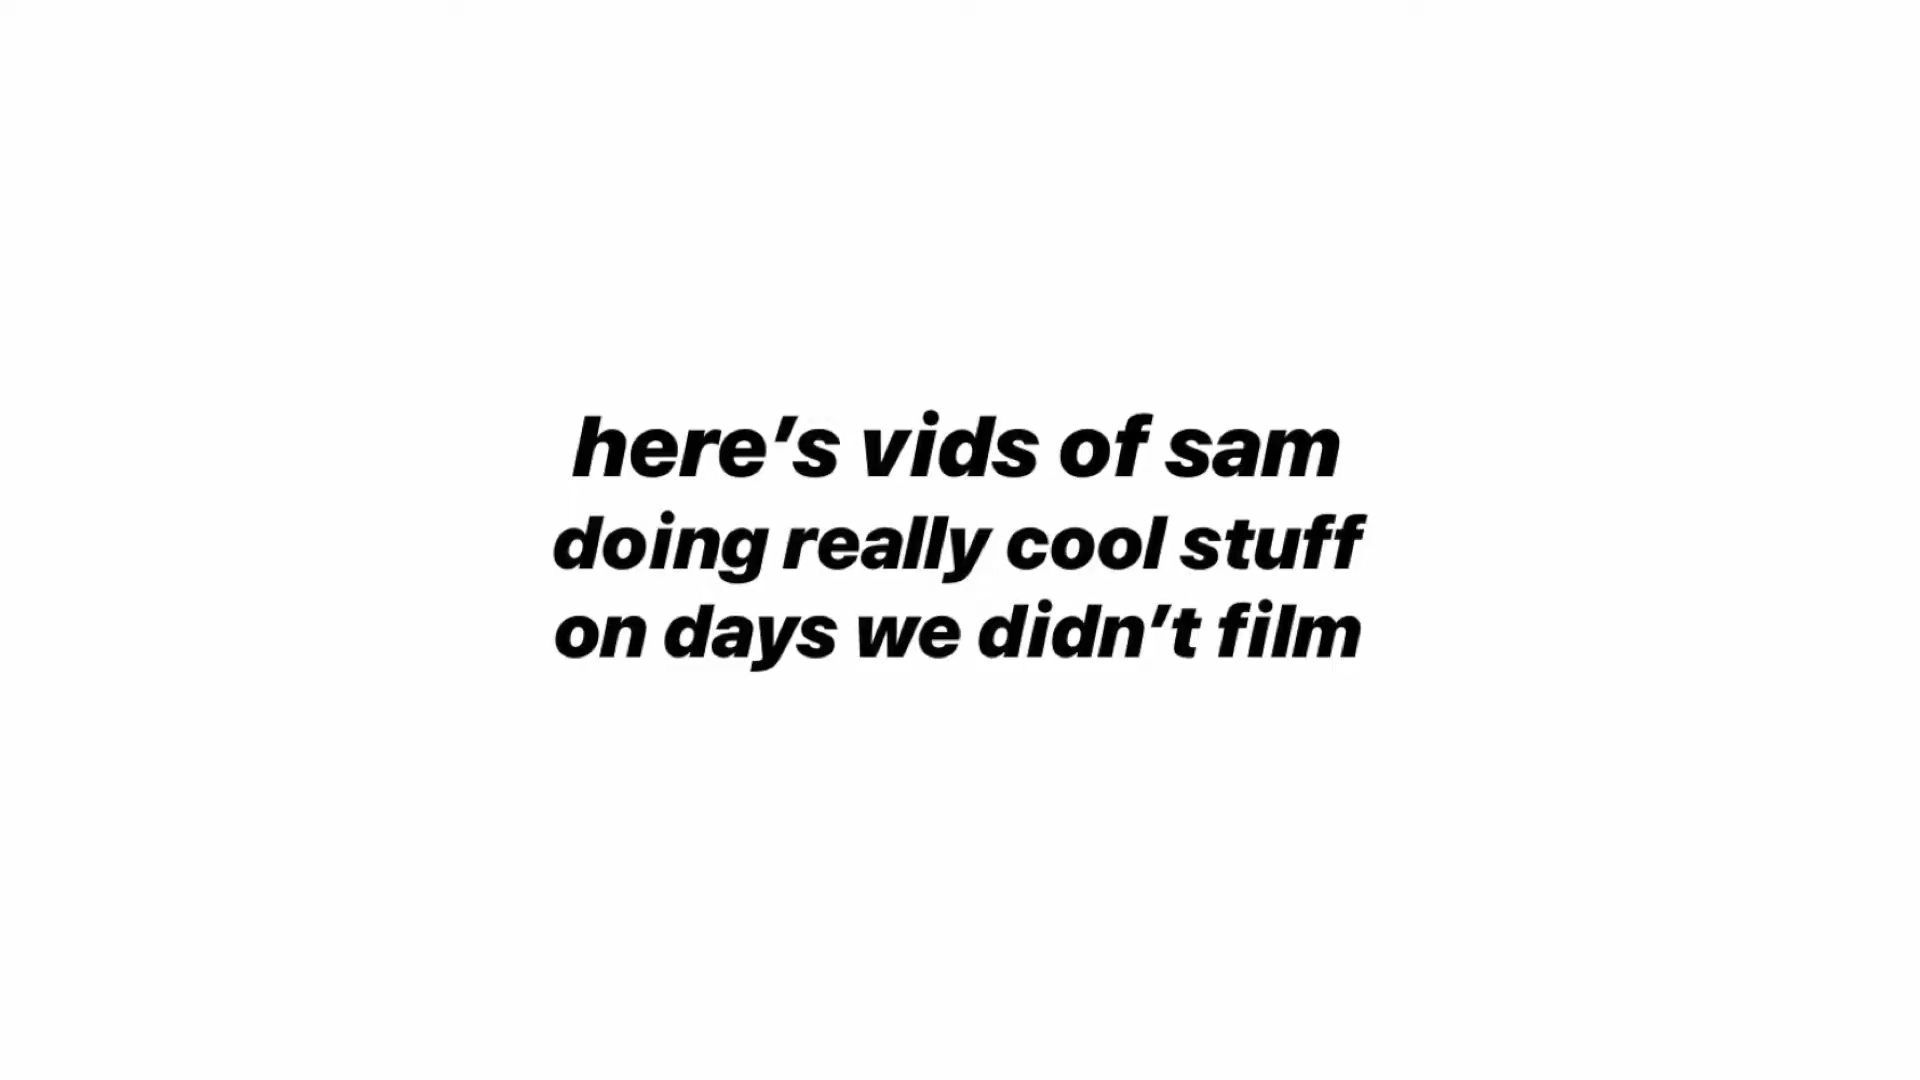 here’s vids of sam
doing really cool stuff
on days we didn’t film